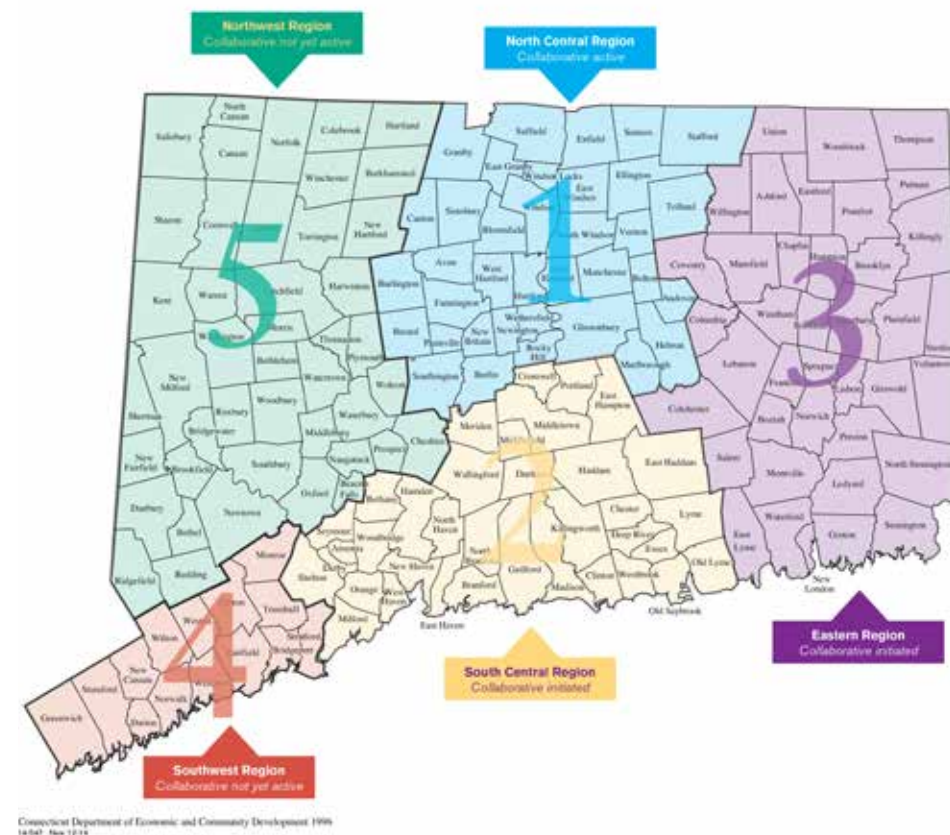 Northwest Region
Collaborative not yet active
North Central Region
Collaborative active
North
Canaan
Salisbury
Canaan
Norfolk
Colebrook
Hartland
Winchester
Barkhamsted
Sharon
Cornwall
Torrington
New
Hartford
Kent
Warren
Litchfield
Harwinton
Morris
Thomaston
Plymouth
Bethlehem
Watertown
Wolcott
New
Milford
Woodbury
Waterbury
Sherman
Roxbury
Bridgewater
Middlebury
Cheshire
Prospect
Naugatuck
New
Fairfield
Brookfield
Southbury
Oxford
Beacon
Falls
Danbury
Newtown
Bethel
Ridgefield
Redding
5
Granby
Suffield
Enfield
Somers
Stafford
East Granby
Windsor Locks
East
Windsor
Ellington
Canton
Simsbury
Bloomfield
Vernon
Tolland
Avon
West
Hartford
Manchester
Bolton
Andover
Burlington
Farmington
Wethersfield
Glastonbury
Bristol
Plainville
New
Britain
Newington
Rocky
Hill
Hebron
Marlborough
Southington
Berlin
1
Union
Woodstock
Thompson
Putnam
Willington
Ashford
Eastford
Pomfret
Killingly
Coventry
Mansfield
Chaplin
Hampton
Brooklyn
Columbia
Windham
Plainfield
Lebanon
Sprague
Lisbon
Griswold
Colchester
Bozrah
Norwich
Preston
Salem
Montville
Ledyard
North Stonington
Waterford
East
Lyme
Groton
Stonington
New
London
3
Cromwell
Portland
East
Hampton
Meriden
Middletown
Middlefield
Wallingford
Durham
Haddam
East Haddam
Hamden
Bethany
Seymour
Woodbridge
North
Haven
Killingworth
Chester
Lyme
Deep River
Ansonia
Derby
Essex
Shelton
New Haven
Orange
West
Haven
Branford
Guilford
Madison
Clinton
Westbrook
Old Lyme
Milford
East Haven
Old Saybrook
2
Monroe
Trumbull
Wilton
Stratford
Bridgeport
Fairfield
New
Canaan
Norwalk
Stamford
Greenwich
Darien
4
Eastern Region
Collaborative initiated
South Central Region
Collaborative initiated
Southwest Region
Collaborative not yet active
Connecticut Department of Economic and Community Development 1996